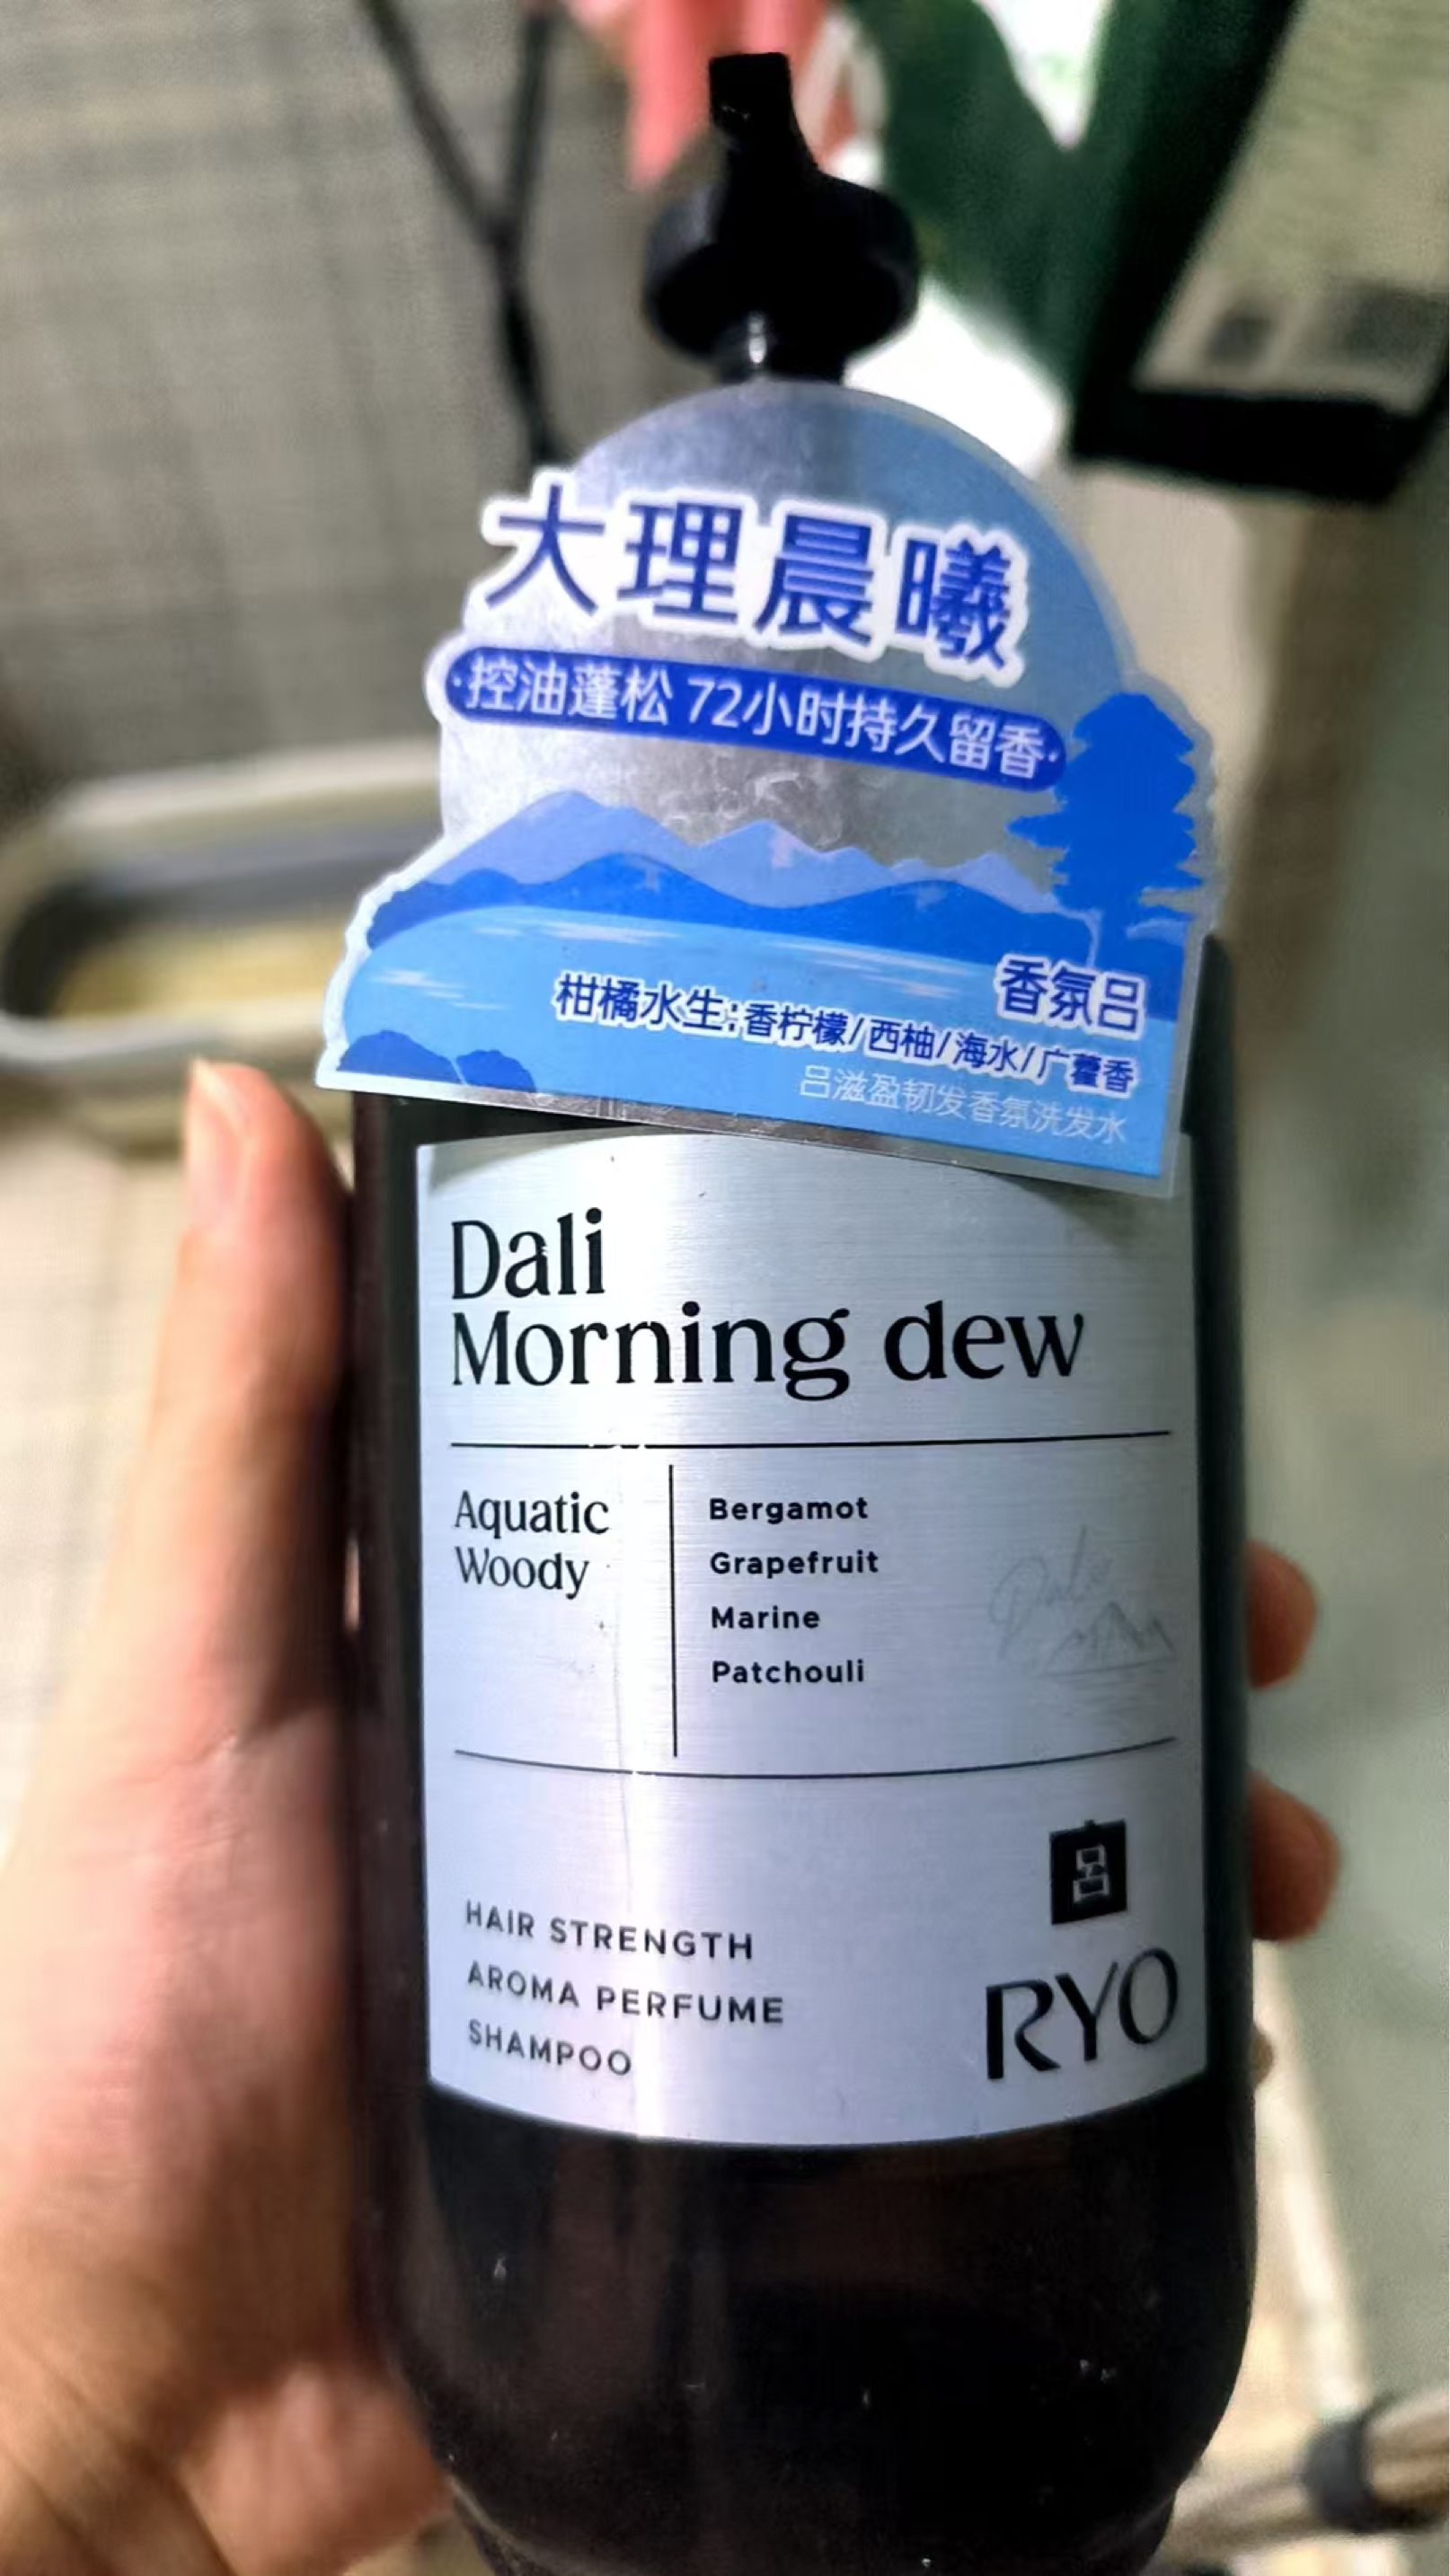 大理晨曦
·控油蓬松 72小时持久留香·
香氛吕
柑橘水生:香柠檬/西柚/海水/广藿香
吕滋盈韧发香氛洗发水
Dali
Morning dew
Aquatic
Woody
Bergamot
Grapefruit
Marine
Patchouli
Dali
HAIR STRENGTH
AROMA PERFUME
SHAMPOO
呂
RYO